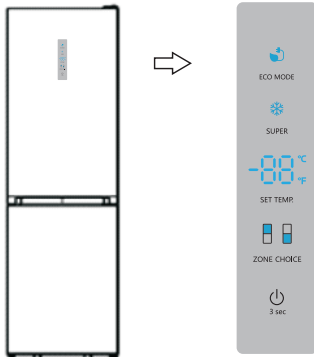 ECO MODE
SUPER
-88 °C
°F
SET TEMP.
ZONE CHOICE
3 sec